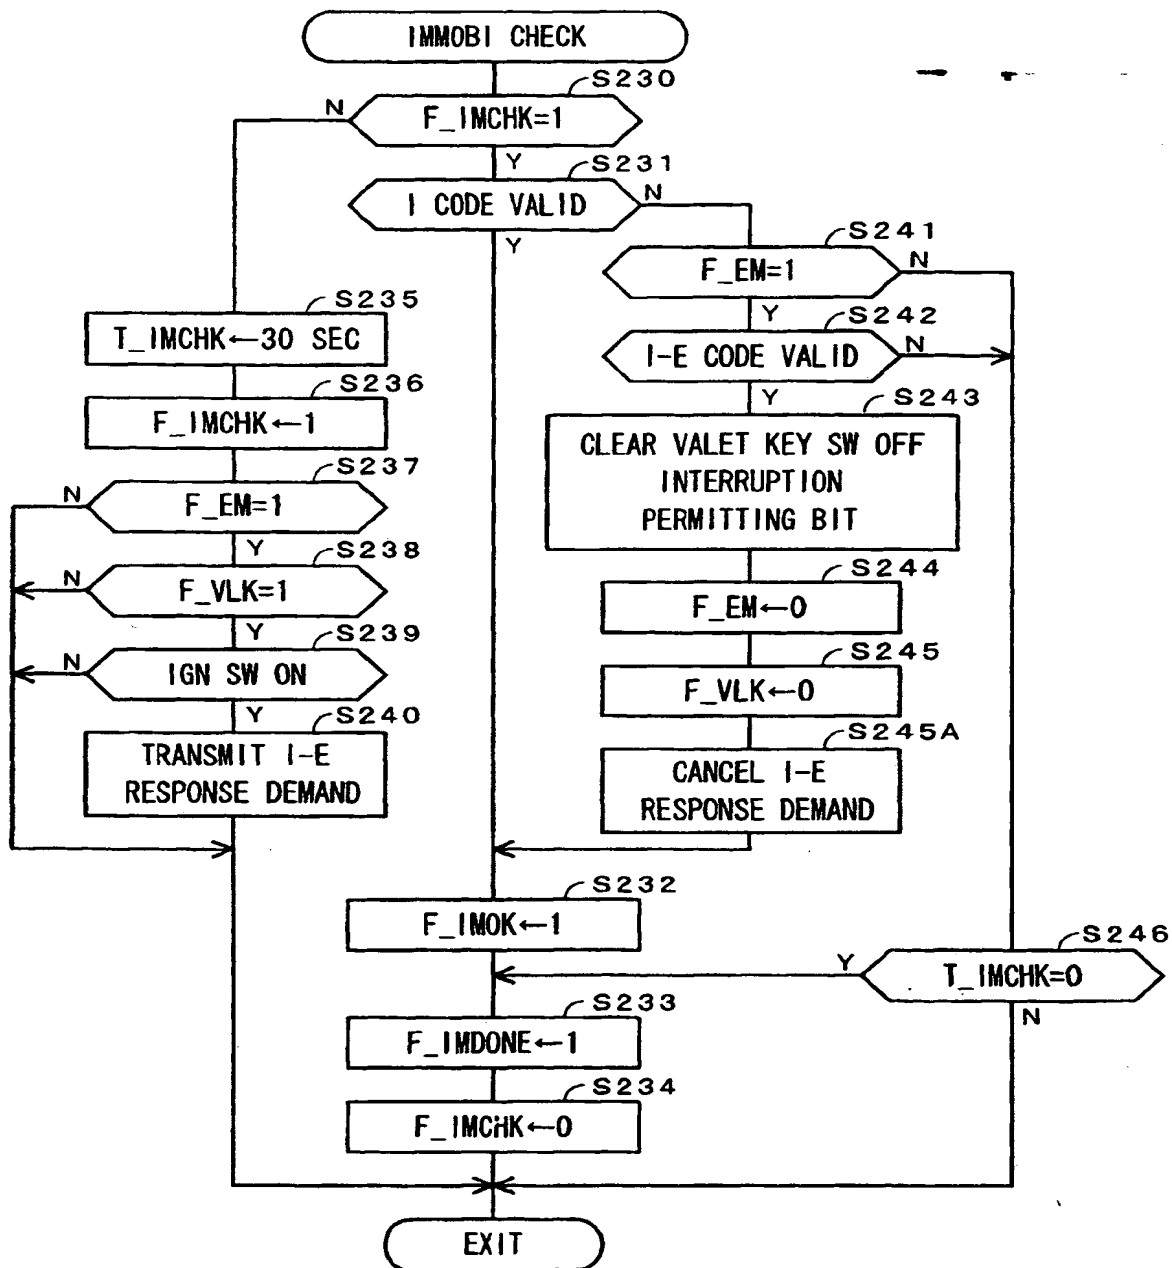 IMMOBI CHECK
S230
F_IMCHK=1
N
Y
S231
I CODE VALID
N
Y
S241
F_EM=1
N
Y
S242
I-E CODE VALID
N
Y
S243
CLEAR VALET KEY SW OFF
INTERRUPTION
PERMITTING BIT
S244
F_EM←0
S245
F_VLK←0
S245A
CANCEL I-E
RESPONSE DEMAND
S235
T_IMCHK←30 SEC
S236
F_IMCHK←1
S237
F_EM=1
N
Y
S238
F_VLK=1
N
Y
S239
IGN SW ON
N
Y
S240
TRANSMIT I-E
RESPONSE DEMAND
S232
F_IMOK←1
S246
T_IMCHK=0
Y
N
S233
F_IMDONE←1
S234
F_IMCHK←0
EXIT